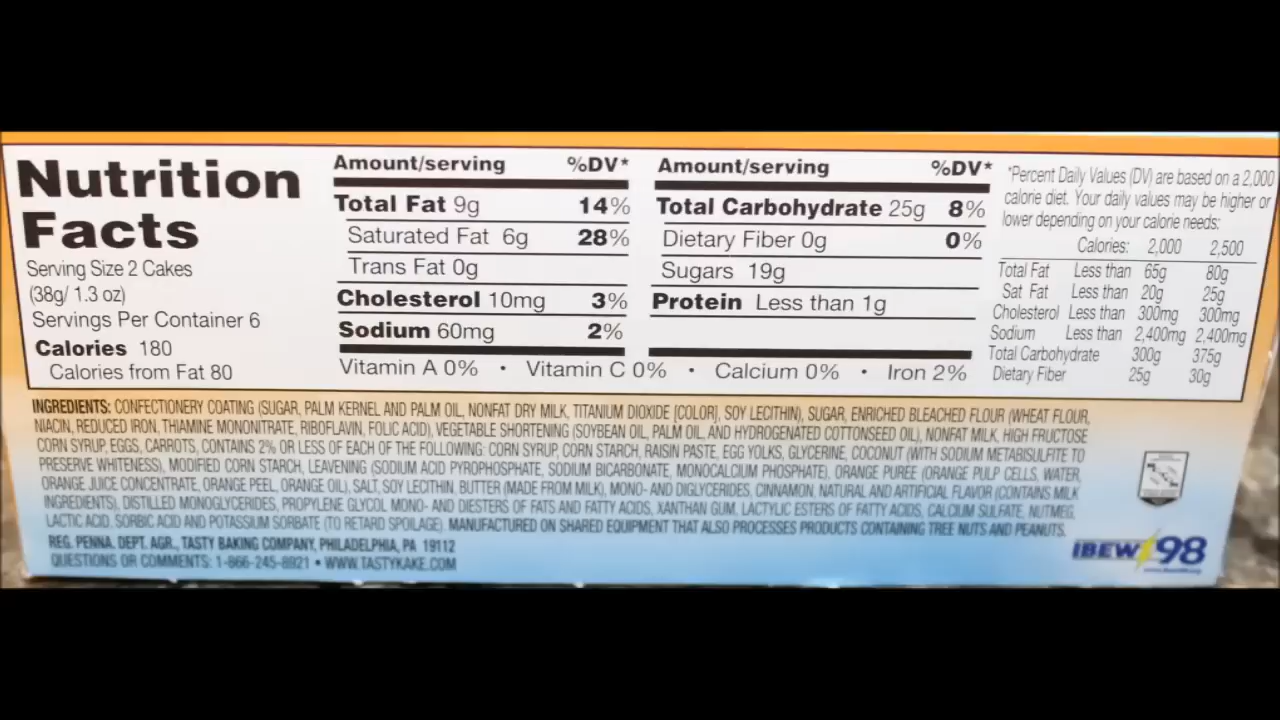 Nutrition
Facts
Serving Size 2 Cakes
(38g/ 1.3 oz)
Servings Per Container 6
Calories 180
Calories from Fat 80
Amount/serving %DV*
Total Fat 9g 14%
Saturated Fat 6g 28%
Trans Fat 0g
Cholesterol 10mg 3%
Sodium 60mg 2%
Amount/serving %DV*
Total Carbohydrate 25g 8%
Dietary Fiber 0g 0%
Sugars 19g
Protein Less than 1g
Vitamin A 0% • Vitamin C 0% • Calcium 0% • Iron 2%
*Percent Daily Values (DV) are based on a 2,000
calorie diet. Your daily values may be higher or
lower depending on your calorie needs:
Calories: 2,000 2,500
Total Fat Less than 65g 80g
Sat Fat Less than 20g 25g
Cholesterol Less than 300mg 300mg
Sodium Less than 2,400mg 2,400mg
Total Carbohydrate 300g 375g
Dietary Fiber 25g 30g
INGREDIENTS: CONFECTIONERY COATING (SUGAR, PALM KERNEL AND PALM OIL, NONFAT DRY MILK, TITANIUM DIOXIDE [COLOR], SOY LECITHIN), SUGAR, ENRICHED BLEACHED FLOUR (WHEAT FLOUR,
NIACIN, REDUCED IRON, THIAMINE MONONITRATE, RIBOFLAVIN, FOLIC ACID), VEGETABLE SHORTENING (SOYBEAN OIL, PALM OIL, AND HYDROGENATED COTTONSEED OIL), NONFAT MILK, HIGH FRUCTOSE
CORN SYRUP, EGGS, CARROTS, CONTAINS 2% OR LESS OF EACH OF THE FOLLOWING: CORN SYRUP, CORN STARCH, RAISIN PASTE, EGG YOLKS, GLYCERINE, COCONUT (WITH SODIUM METABISULFITE TO
PRESERVE WHITENESS), MODIFIED CORN STARCH, LEAVENING (SODIUM ACID PYROPHOSPHATE, SODIUM BICARBONATE, MONOCALCIUM PHOSPHATE), ORANGE PUREE (ORANGE PULP CELLS, WATER,
ORANGE JUICE CONCENTRATE, ORANGE PEEL, ORANGE OIL), SALT, SOY LECITHIN, BUTTER (MADE FROM MILK), MONO- AND DIGLYCERIDES, CINNAMON, NATURAL AND ARTIFICIAL FLAVOR (CONTAINS MILK
INGREDIENTS), DISTILLED MONOGLYCERIDES, PROPYLENE GLYCOL MONO- AND DIESTERS OF FATS AND FATTY ACIDS, XANTHAN GUM, LACTYLIC ESTERS OF FATTY ACIDS, CALCIUM SULFATE, NUTMEG,
LACTIC ACID, SORBIC ACID AND POTASSIUM SORBATE (TO RETARD SPOILAGE). MANUFACTURED ON SHARED EQUIPMENT THAT ALSO PROCESSES PRODUCTS CONTAINING TREE NUTS AND PEANUTS.
REG. PENNA. DEPT. AGR., TASTY BAKING COMPANY, PHILADELPHIA, PA 19112
QUESTIONS OR COMMENTS: 1-866-245-8921 • WWW.TASTYKAKE.COM
IBEW 98